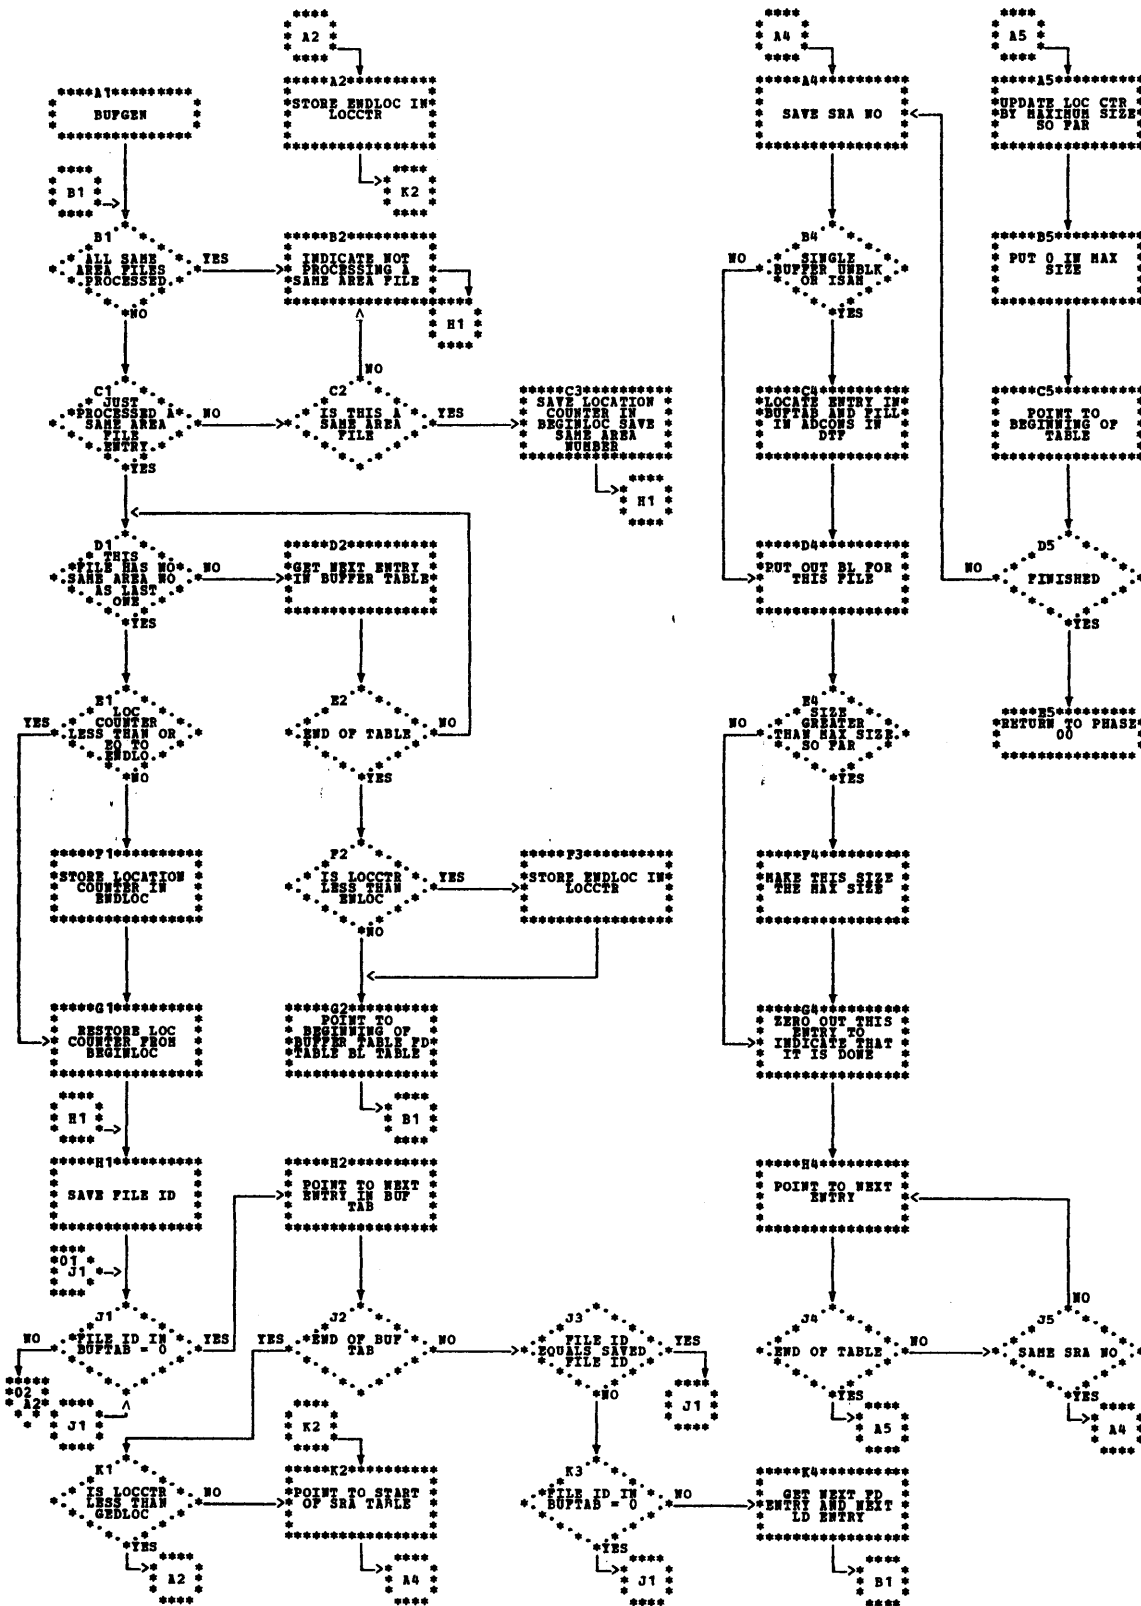 A2
A4
A5
A1
BUFGEN
A2
STORE ENDLOC IN
LOCCTR
A4
SAVE SRA NO
A5
UPDATE LOC CTR
BY MAXIMUM SIZE
SO FAR
B1
K2
B1
ALL SAME
AREA FILES
PROCESSED
YES
NO
B2
INDICATE NOT
PROCESSING A
SAME AREA FILE
H1
B4
SINGLE
BUFFER UNBLK
OR ISAM
NO
YES
B5
PUT 0 IN MAX
SIZE
C1
JUST
PROCESSED A
SAME AREA
FILE
ENTRY
NO
YES
C2
IS THIS A
SAME AREA
FILE
NO
YES
C3
SAVE LOCATION
COUNTER IN
BEGINLOC SAVE
SAME AREA
NUMBER
H1
C4
LOCATE ENTRY IN
BUFTAB AND FILL
IN ADCONS IN
DTF
C5
POINT TO
BEGINNING OF
TABLE
D1
THIS
FILE HAS NO
SAME AREA NO
AS LAST
ONE
NO
YES
D2
GET NEXT ENTRY
IN BUFFER TABLE
D4
PUT OUT BL FOR
THIS FILE
D5
FINISHED
NO
YES
E1
LOC
COUNTER
LESS THAN OR
EQ TO
ENDLO
YES
NO
E2
END OF TABLE
NO
YES
E4
SIZE
GREATER
THAN MAX SIZE
SO FAR
NO
YES
E5
RETURN TO PHASE
00
F1
STORE LOCATION
COUNTER IN
ENDLOC
F2
IS LOCCTR
LESS THAN
ENLOC
YES
NO
F3
STORE ENDLOC IN
LOCCTR
F4
MAKE THIS SIZE
THE MAX SIZE
G1
RESTORE LOC
COUNTER FROM
BEGINLOC
G2
POINT TO
BEGINNING OF
BUFFER TABLE FD
TABLE BL TABLE
G4
ZERO OUT THIS
ENTRY TO
INDICATE THAT
IT IS DONE
H1
B1
H1
SAVE FILE ID
H2
POINT TO NEXT
ENTRY IN BUF
TAB
H4
POINT TO NEXT
ENTRY
01
J1
J1
FILE ID IN
BUFTAB = 0
NO
YES
02
A2
J1
J2
END OF BUF
TAB
YES
NO
J3
FILE ID
EQUALS SAVED
FILE ID
YES
NO
J1
J4
END OF TABLE
NO
YES
A5
J5
SAME SRA NO
NO
YES
A4
K2
K1
IS LOCCTR
LESS THAN
GEDLOC
NO
YES
A2
K2
POINT TO START
OF SRA TABLE
A4
K3
FILE ID IN
BUFTAB = 0
NO
YES
J1
K4
GET NEXT FD
ENTRY AND NEXT
LD ENTRY
B1